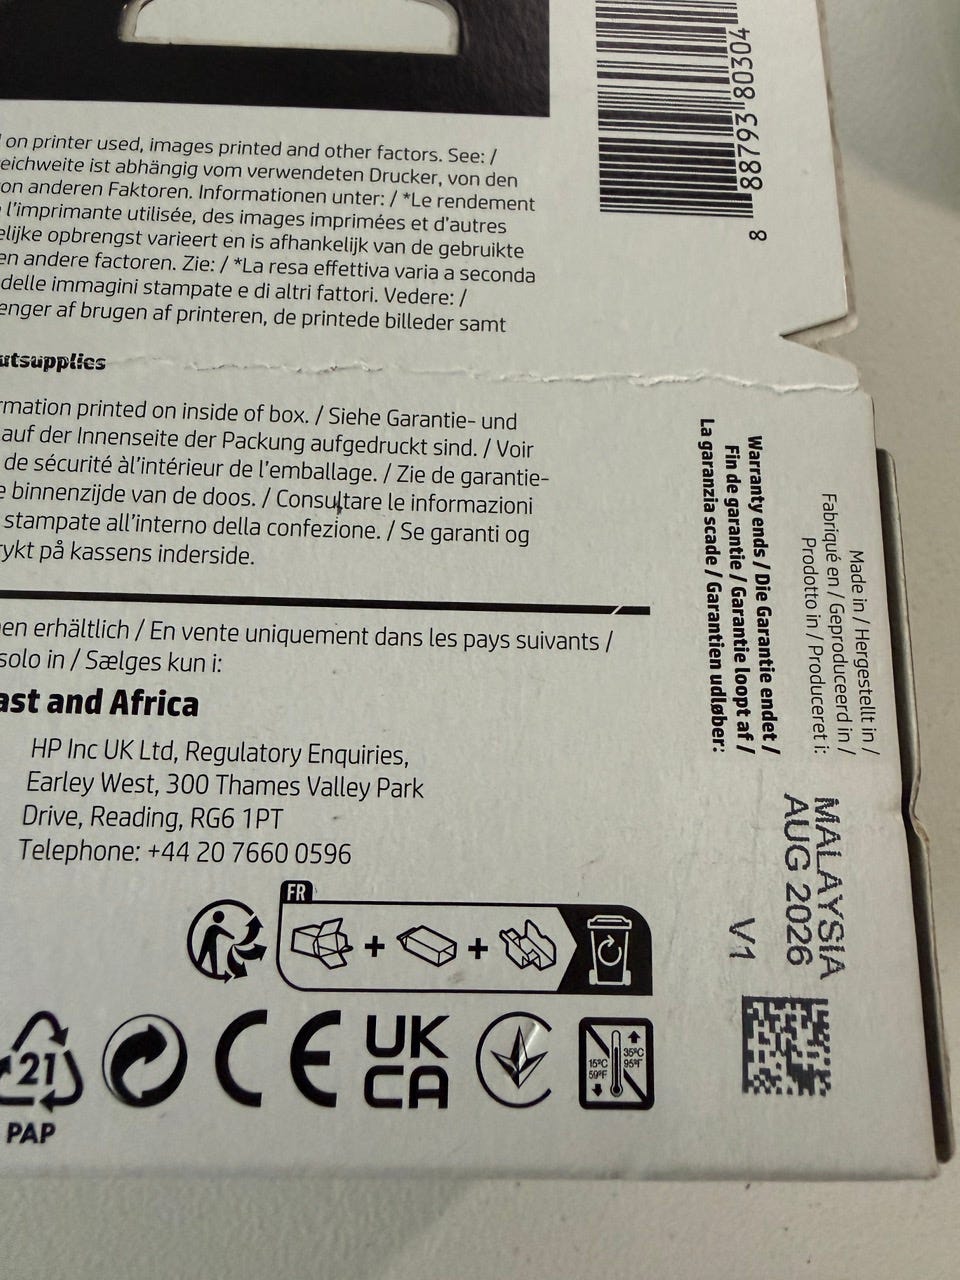 on printer used, images printed and other factors. See: /
eichweite ist abhängig vom verwendeten Drucker, von den
on anderen Faktoren. Informationen unter: / *Le rendement
l'imprimante utilisée, des images imprimées et d'autres
elijke opbrengst varieert en is afhankelijk van de gebruikte
en andere factoren. Zie: / *La resa effettiva varia a seconda
delle immagini stampate e di altri fattori. Vedere: /
enger af brugen af printeren, de printede billeder samt
utsupplies
rmation printed on inside of box. / Siehe Garantie- und
auf der Innenseite der Packung aufgedruckt sind. / Voir
de sécurité àl'intérieur de l'emballage. / Zie de garantie-
e binnenzijde van de doos. / Consultare le informazioni
stampate all'interno della confezione. / Se garanti og
rykt på kassens inderside.
en erhältlich / En vente uniquement dans les pays suivants /
solo in / Sælges kun i:
ast and Africa
HP Inc UK Ltd, Regulatory Enquiries,
Earley West, 300 Thames Valley Park
Drive, Reading, RG6 1PT
Telephone: +44 20 7660 0596
FR
21
PAP
CE
UK
CA
15°C
59°F
35°C
95°F
8 88793 80304
Made in / Hergestellt in /
Fabriqué en / Geproduceerd in /
Prodotto in / Produceret i:
MALAYSIA
Warranty ends / Die Garantie endet /
Fin de garantie / Garantie loopt af /
La garanzia scade / Garantien udløber:
AUG 2026
V1